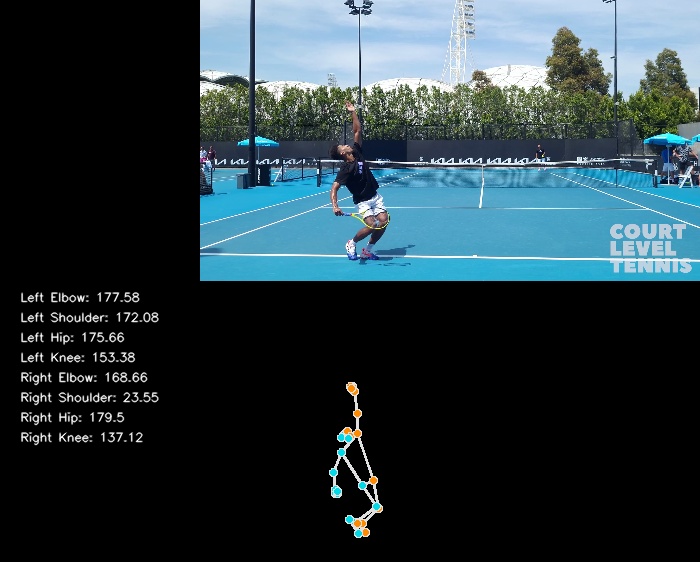 COURT
LEVEL
TENNIS
Left Elbow: 177.58
Left Shoulder: 172.08
Left Hip: 175.66
Left Knee: 153.38
Right Elbow: 168.66
Right Shoulder: 23.55
Right Hip: 179.5
Right Knee: 137.12